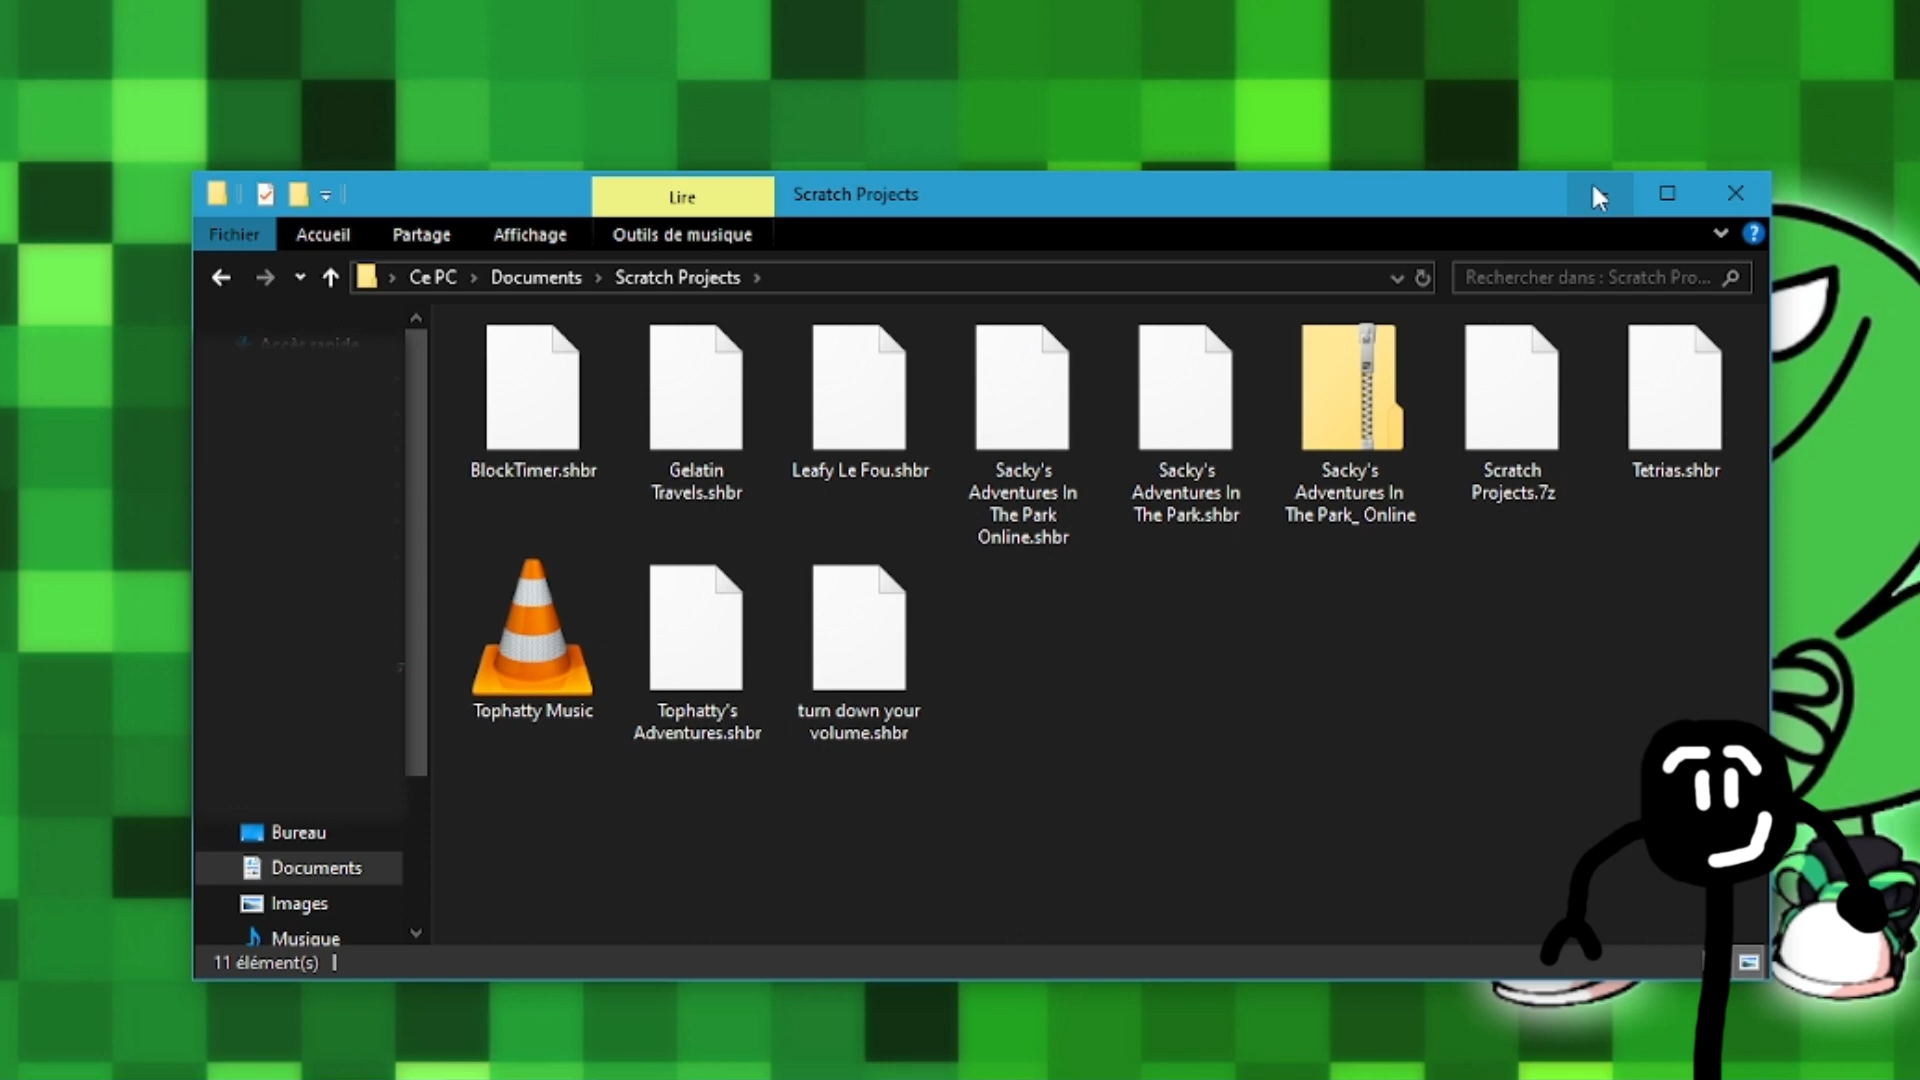 Lire
Scratch Projects
Fichier
Accueil
Partage
Affichage
Outils de musique
?
Ce PC
Documents
Scratch Projects
Rechercher dans : Scratch Pro...
Accès rapide
BlockTimer.shbr
Gelatin
Travels.shbr
Leafy Le Fou.shbr
Sacky's
Adventures In
The Park
Online.shbr
Sacky's
Adventures In
The Park.shbr
Sacky's
Adventures In
The Park_ Online
Scratch
Projects.7z
Tetrias.shbr
Tophatty Music
Tophatty's
Adventures.shbr
turn down your
volume.shbr
Bureau
Documents
Images
Musique
11 élément(s)